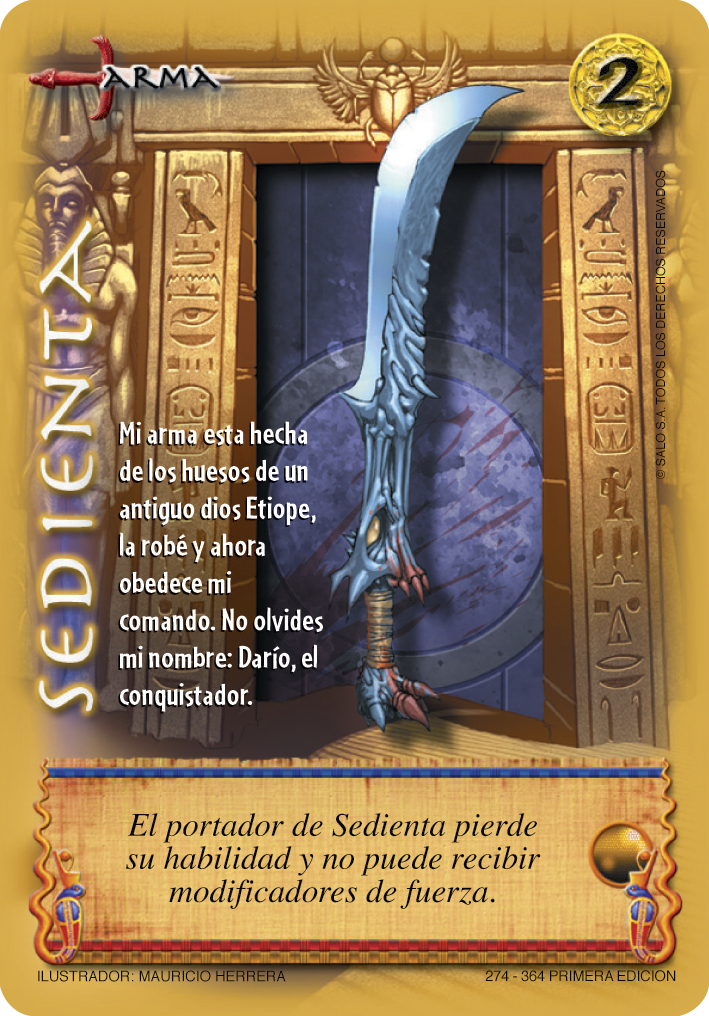 ARMA
2
SEDIENTA
© SALO S.A. TODOS LOS DERECHOS RESERVADOS
Mi arma esta hecha
de los huesos de un
antiguo dios Etiope,
la robé y ahora
obedece mi
comando. No olvides
mi nombre: Darío, el
conquistador.
El portador de Sedienta pierde
su habilidad y no puede recibir
modificadores de fuerza.
ILUSTRADOR: MAURICIO HERRERA
274 - 364 PRIMERA EDICION